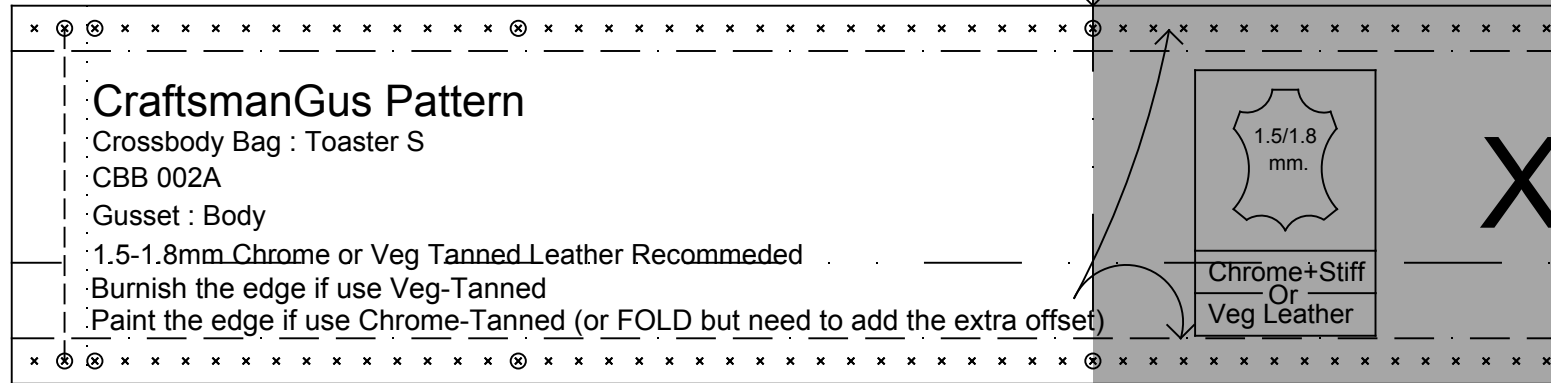 CraftsmanGus Pattern
Crossbody Bag : Toaster S
CBB 002A
Gusset : Body
1.5-1.8mm Chrome or Veg Tanned Leather Recommeded
Burnish the edge if use Veg-Tanned
Paint the edge if use Chrome-Tanned (or FOLD but need to add the extra offset)
1.5/1.8
mm.
Chrome+Stiff
Or
Veg Leather
X